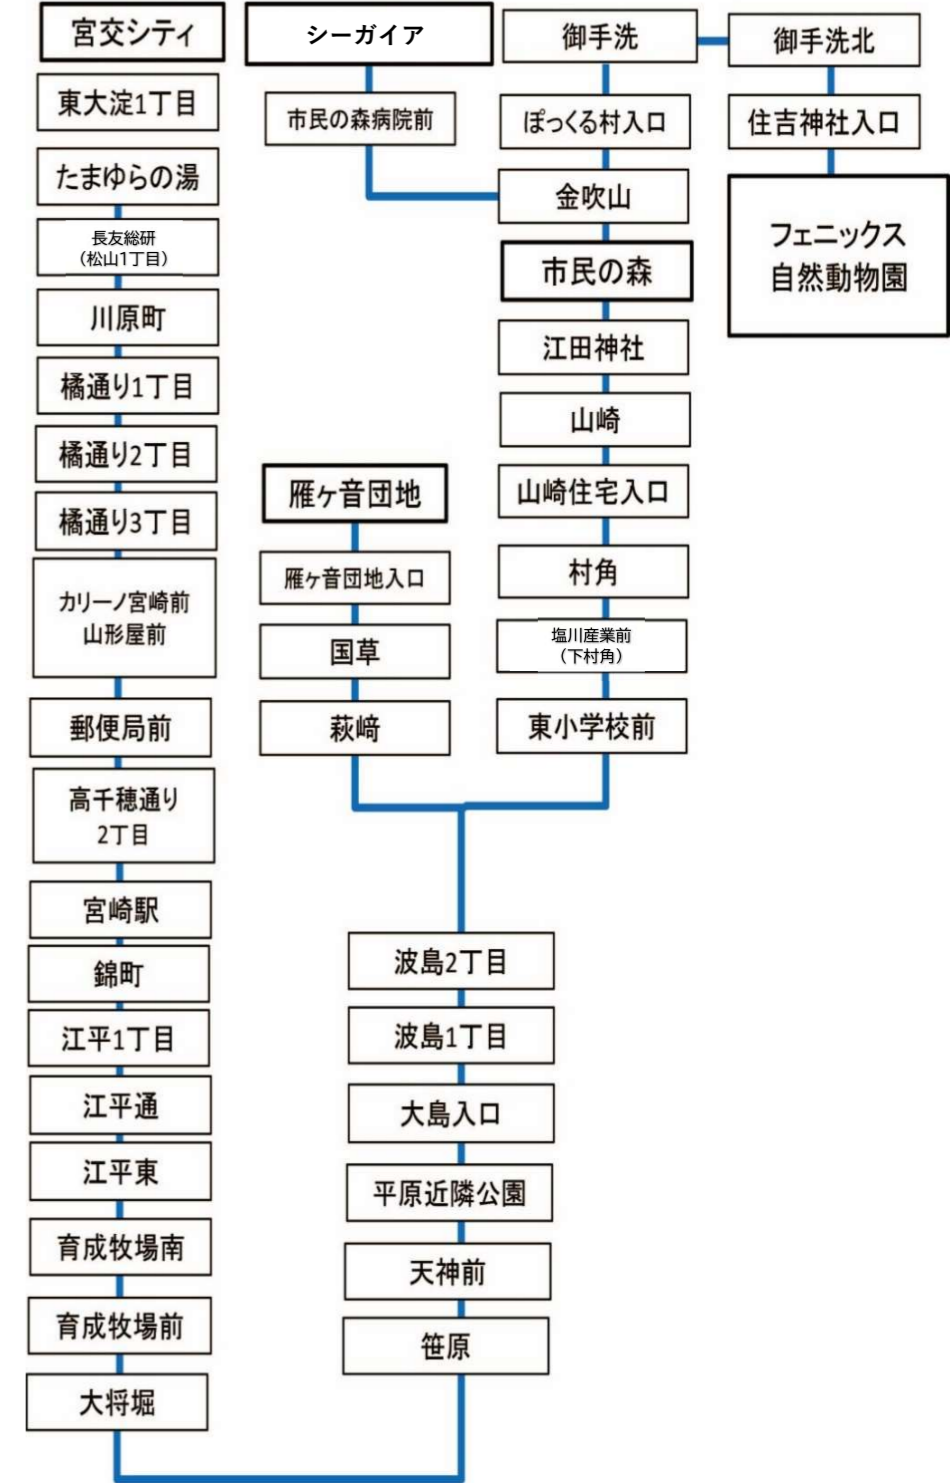 宮交シティ
東大淀1丁目
たまゆらの湯
長友総研
（松山1丁目）
川原町
橘通り1丁目
橘通り2丁目
橘通り3丁目
カリーノ宮崎前
山形屋前
郵便局前
高千穂通り
2丁目
宮崎駅
錦町
江平1丁目
江平通
江平東
育成牧場南
育成牧場前
大将堀
シーガイア
市民の森病院前
雁ヶ音団地
雁ヶ音団地入口
国草
萩﨑
波島2丁目
波島1丁目
大島入口
平原近隣公園
天神前
笹原
御手洗
ぽっくる村入口
金吹山
市民の森
江田神社
山崎
山崎住宅入口
村角
塩川産業前
（下村角）
東小学校前
御手洗北
住吉神社入口
フェニックス
自然動物園